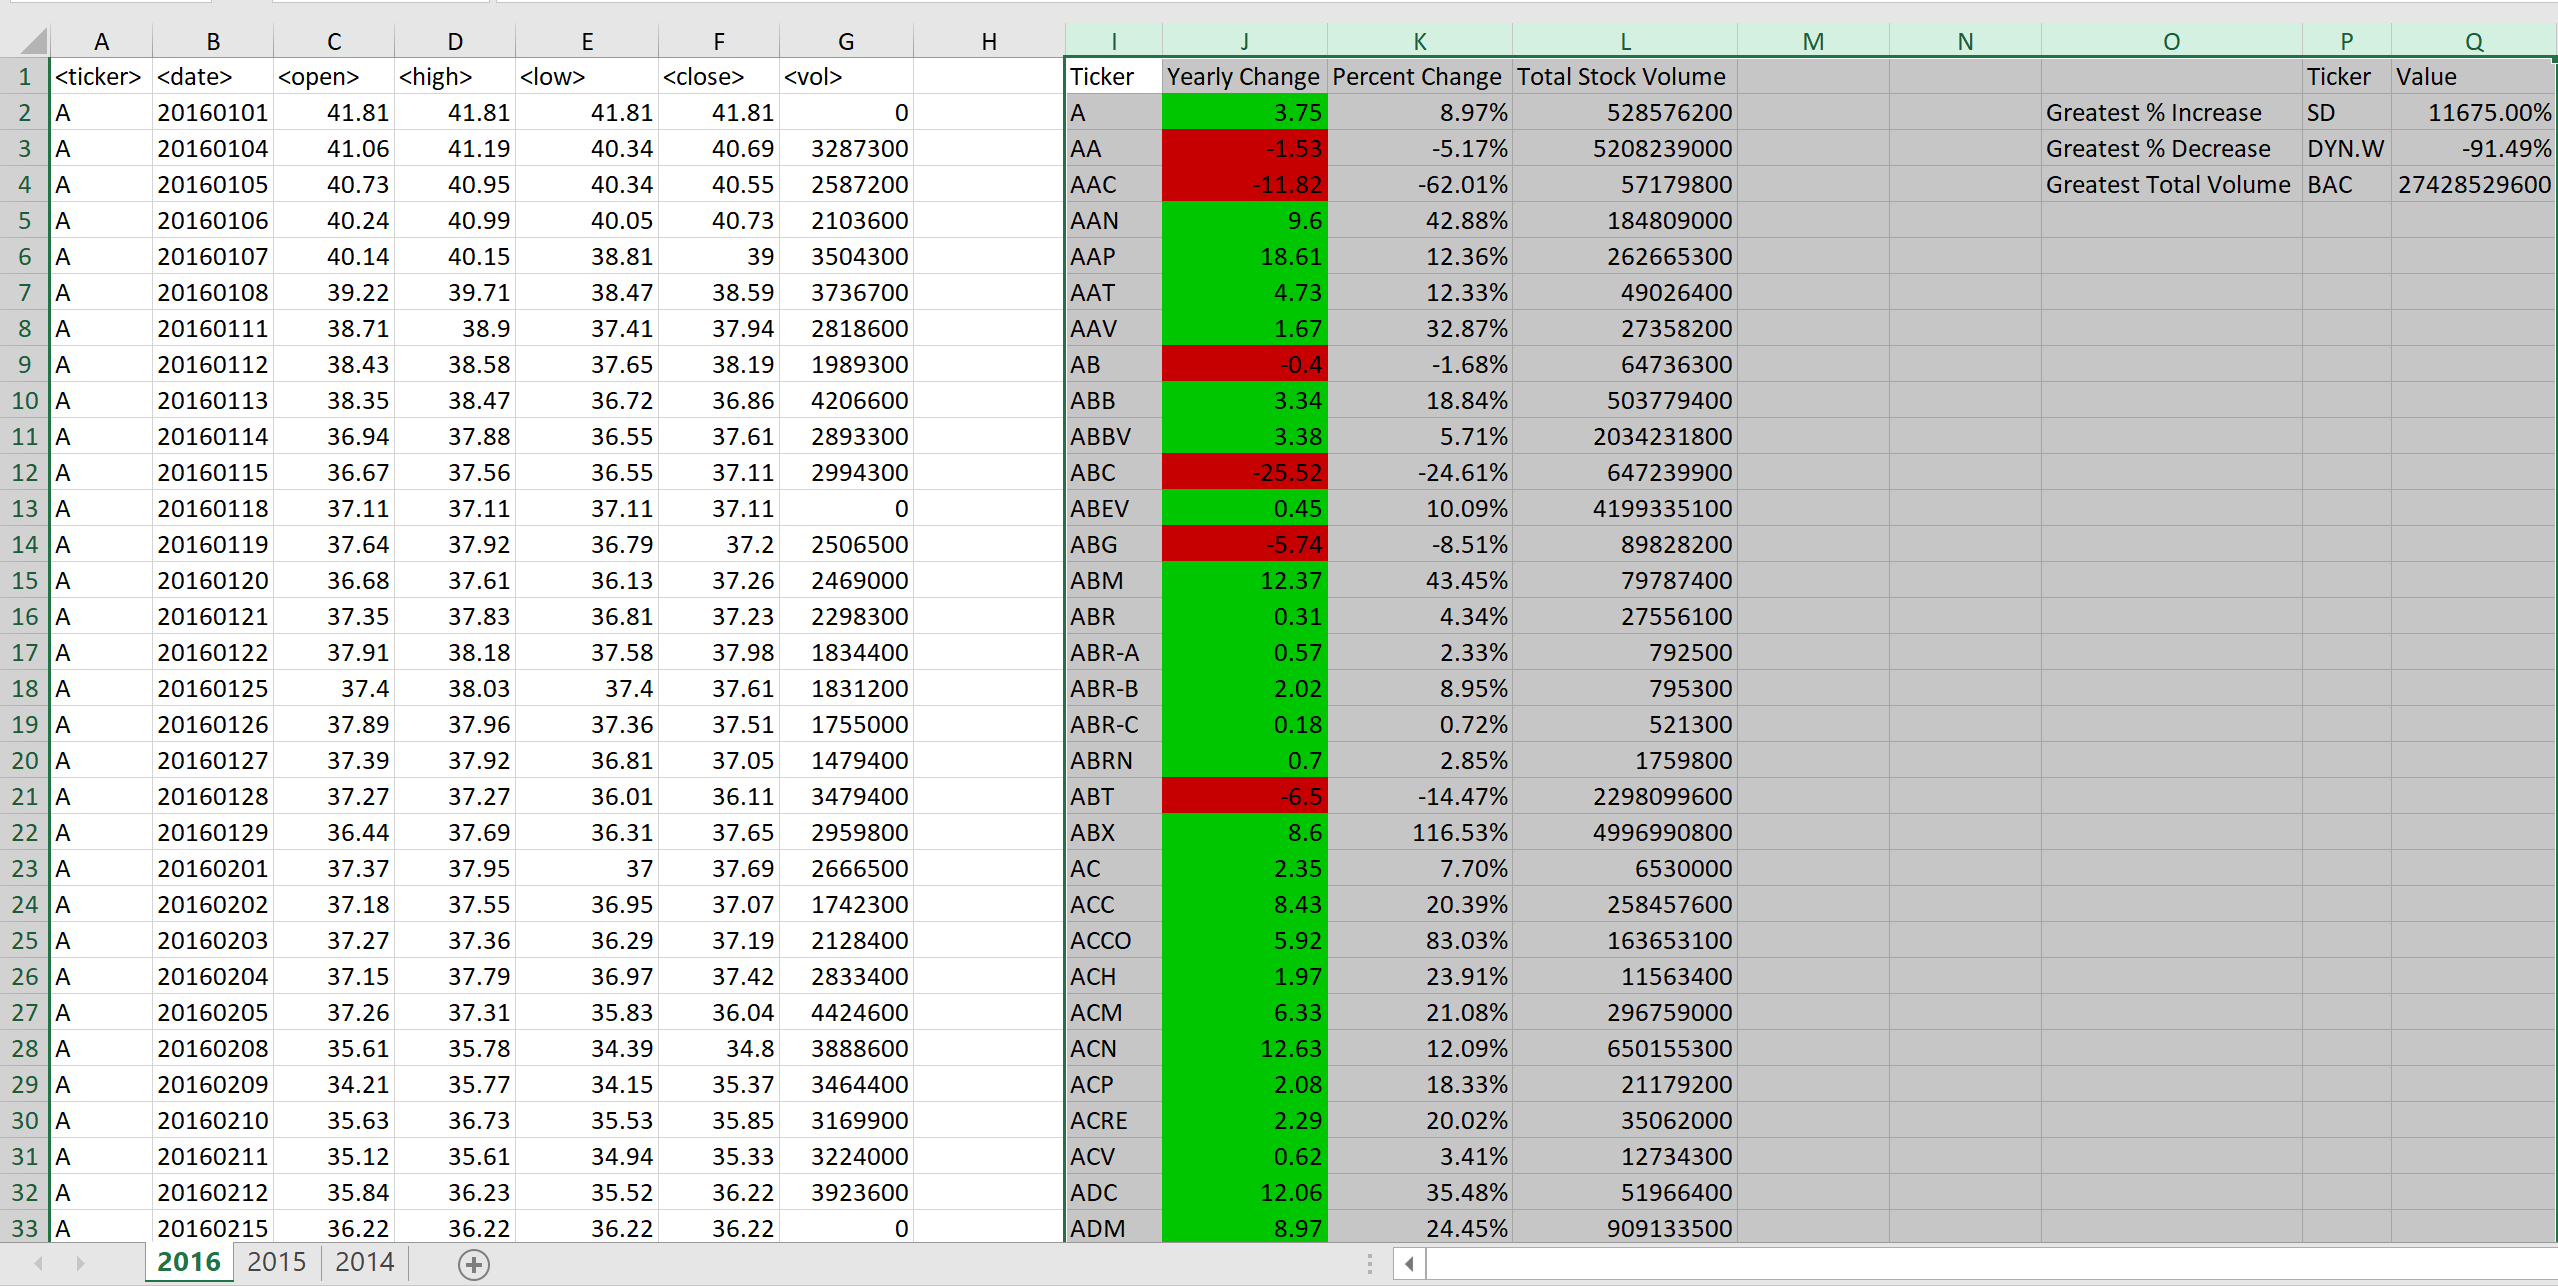 A B C D E F G H I J K L M N O P Q
1 <ticker> <date> <open> <high> <low> <close> <vol> Ticker Yearly Change Percent Change Total Stock Volume Ticker Value
2 A 20160101 41.81 41.81 41.81 41.81 0 A 3.75 8.97% 528576200 Greatest % Increase SD 11675.00%
3 A 20160104 41.06 41.19 40.34 40.69 3287300 AA -1.53 -5.17% 5208239000 Greatest % Decrease DYN.W -91.49%
4 A 20160105 40.73 40.95 40.34 40.55 2587200 AAC -11.82 -62.01% 57179800 Greatest Total Volume BAC 27428529600
5 A 20160106 40.24 40.99 40.05 40.73 2103600 AAN 9.6 42.88% 184809000
6 A 20160107 40.14 40.15 38.81 39 3504300 AAP 18.61 12.36% 262665300
7 A 20160108 39.22 39.71 38.47 38.59 3736700 AAT 4.73 12.33% 49026400
8 A 20160111 38.71 38.9 37.41 37.94 2818600 AAV 1.67 32.87% 27358200
9 A 20160112 38.43 38.58 37.65 38.19 1989300 AB -0.4 -1.68% 64736300
10 A 20160113 38.35 38.47 36.72 36.86 4206600 ABB 3.34 18.84% 503779400
11 A 20160114 36.94 37.88 36.55 37.61 2893300 ABBV 3.38 5.71% 2034231800
12 A 20160115 36.67 37.56 36.55 37.11 2994300 ABC -25.52 -24.61% 647239900
13 A 20160118 37.11 37.11 37.11 37.11 0 ABEV 0.45 10.09% 4199335100
14 A 20160119 37.64 37.92 36.79 37.2 2506500 ABG -5.74 -8.51% 89828200
15 A 20160120 36.68 37.61 36.13 37.26 2469000 ABM 12.37 43.45% 79787400
16 A 20160121 37.35 37.83 36.81 37.23 2298300 ABR 0.31 4.34% 27556100
17 A 20160122 37.91 38.18 37.58 37.98 1834400 ABR-A 0.57 2.33% 792500
18 A 20160125 37.4 38.03 37.4 37.61 1831200 ABR-B 2.02 8.95% 795300
19 A 20160126 37.89 37.96 37.36 37.51 1755000 ABR-C 0.18 0.72% 521300
20 A 20160127 37.39 37.92 36.81 37.05 1479400 ABRN 0.7 2.85% 1759800
21 A 20160128 37.27 37.27 36.01 36.11 3479400 ABT -6.5 -14.47% 2298099600
22 A 20160129 36.44 37.69 36.31 37.65 2959800 ABX 8.6 116.53% 4996990800
23 A 20160201 37.37 37.95 37 37.69 2666500 AC 2.35 7.70% 6530000
24 A 20160202 37.18 37.55 36.95 37.07 1742300 ACC 8.43 20.39% 258457600
25 A 20160203 37.27 37.36 36.29 37.19 2128400 ACCO 5.92 83.03% 163653100
26 A 20160204 37.15 37.79 36.97 37.42 2833400 ACH 1.97 23.91% 11563400
27 A 20160205 37.26 37.31 35.83 36.04 4424600 ACM 6.33 21.08% 296759000
28 A 20160208 35.61 35.78 34.39 34.8 3888600 ACN 12.63 12.09% 650155300
29 A 20160209 34.21 35.77 34.15 35.37 3464400 ACP 2.08 18.33% 21179200
30 A 20160210 35.63 36.73 35.53 35.85 3169900 ACRE 2.29 20.02% 35062000
31 A 20160211 35.12 35.61 34.94 35.33 3224000 ACV 0.62 3.41% 12734300
32 A 20160212 35.84 36.23 35.52 36.22 3923600 ADC 12.06 35.48% 51966400
33 A 20160215 36.22 36.22 36.22 36.22 0 ADM 8.97 24.45% 909133500
2016 2015 2014